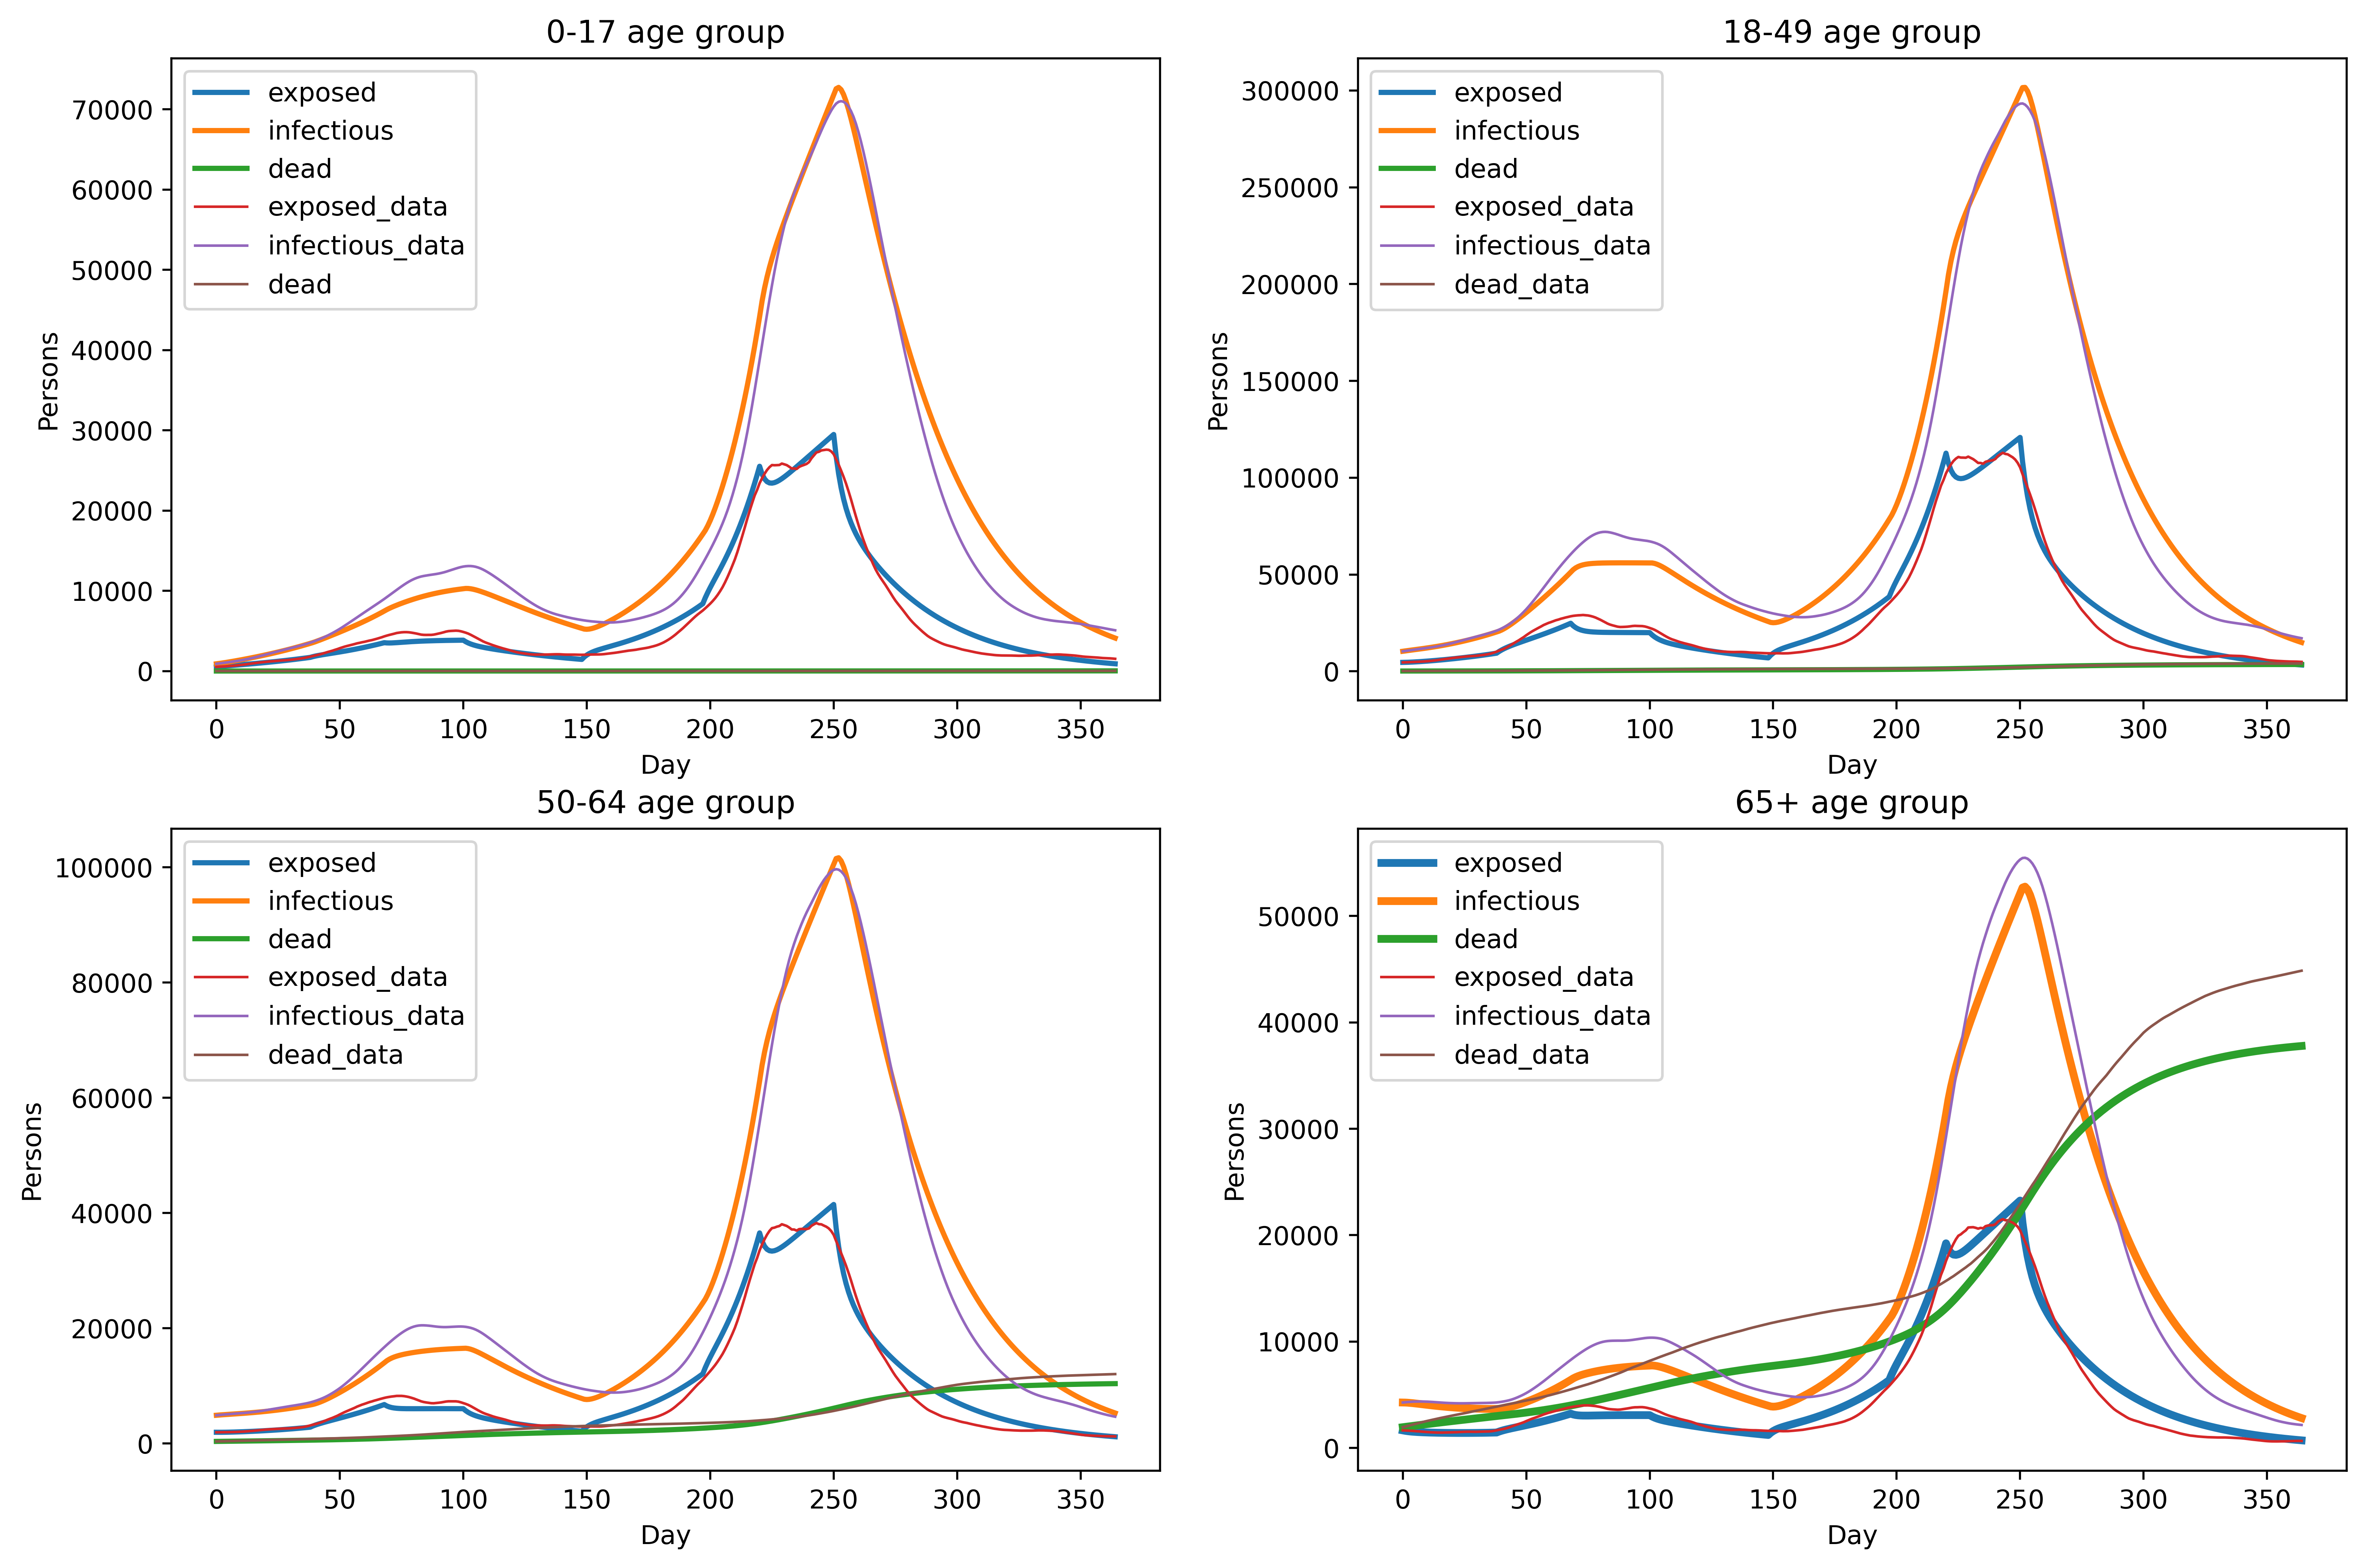 0-17 age group
exposed
infectious
dead
exposed_data
infectious_data
dead
70000
60000
50000
40000
30000
20000
10000
0
Persons
0 50 100 150 200 250 300 350
Day
18-49 age group
exposed
infectious
dead
exposed_data
infectious_data
dead_data
300000
250000
200000
150000
100000
50000
0
Persons
0 50 100 150 200 250 300 350
Day
50-64 age group
exposed
infectious
dead
exposed_data
infectious_data
dead_data
100000
80000
60000
40000
20000
0
Persons
0 50 100 150 200 250 300 350
Day
65+ age group
exposed
infectious
dead
exposed_data
infectious_data
dead_data
50000
40000
30000
20000
10000
0
Persons
0 50 100 150 200 250 300 350
Day